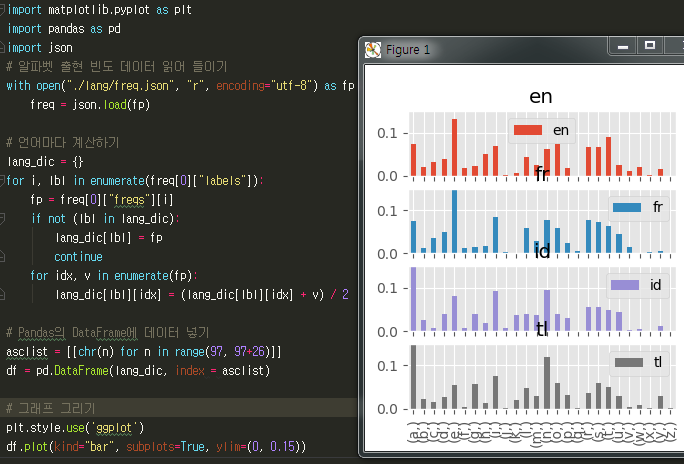 import matplotlib.pyplot as plt
import pandas as pd
import json
# 알파벳 출현 빈도 데이터 읽어 들이기
with open("./lang/freq.json", "r", encoding="utf-8") as fp
freq = json.load(fp)
# 언어마다 계산하기
lang_dic = {}
for i, lbl in enumerate(freq[0]["labels"]):
fp = freq[0]["freqs"][i]
if not (lbl in lang_dic):
lang_dic[lbl] = fp
continue
for idx, v in enumerate(fp):
lang_dic[lbl][idx] = (lang_dic[lbl][idx] + v) / 2
# Pandas의 DataFrame에 데이터 넣기
asclist = [[chr(n) for n in range(97, 97+26)]]
df = pd.DataFrame(lang_dic, index = asclist)
# 그래프 그리기
plt.style.use('ggplot')
df.plot(kind="bar", subplots=True, ylim=(0, 0.15))
Figure 1
en
0.1
en
0.0
fr
0.1
fr
0.0
id
0.1
id
0.0
tl
0.1
tl
0.0